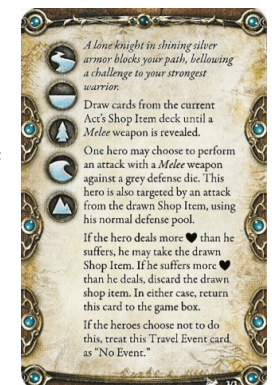 A lone knight in shining silver
armor blocks your path, bellowing
a challenge to your strongest
warrior.
Draw cards from the current
Act's Shop Item deck until a
Melee weapon is revealed.
One hero may choose to perform
an attack with a Melee weapon
against a grey defense die. This
hero is also targeted by an attack
from the drawn Shop Item, using
his normal defense pool.
If the hero deals more ♥ than he
suffers, he may take the drawn
Shop Item. If he suffers more ♥
than he deals, discard the drawn
shop item. In either case, return
this card to the game box.
If the heroes choose not to do
this, treat this Travel Event card
as "No Event."